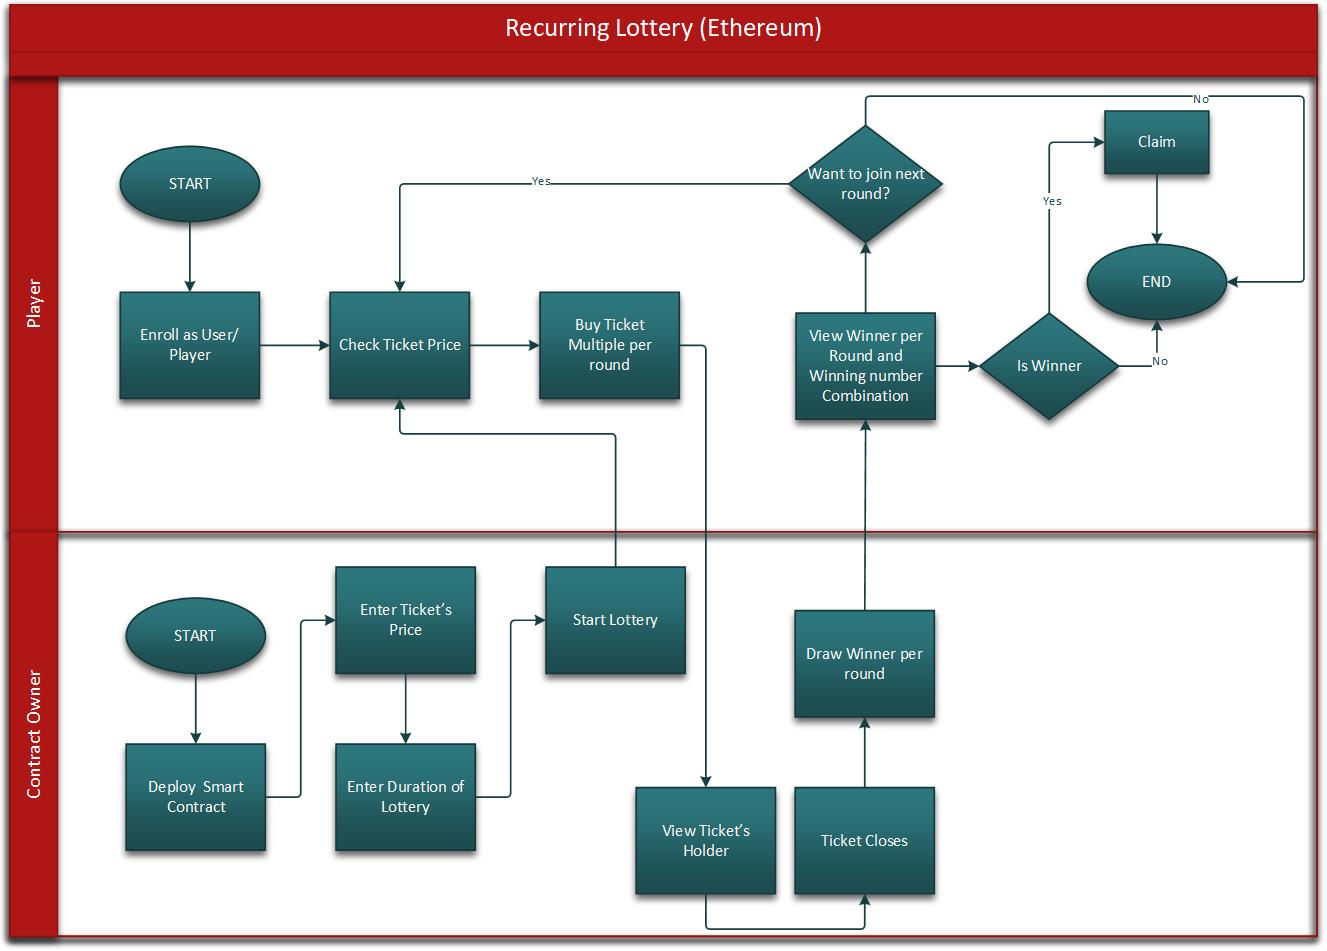 Recurring Lottery (Ethereum)
Player
START
Enroll as User/
Player
Check Ticket Price
Buy Ticket
Multiple per
round
Yes
Want to join next
round?
No
View Winner per
Round and
Winning number
Combination
Is Winner
Yes
Claim
No
END
Contract Owner
START
Deploy Smart
Contract
Enter Ticket’s
Price
Enter Duration of
Lottery
Start Lottery
View Ticket’s
Holder
Ticket Closes
Draw Winner per
round